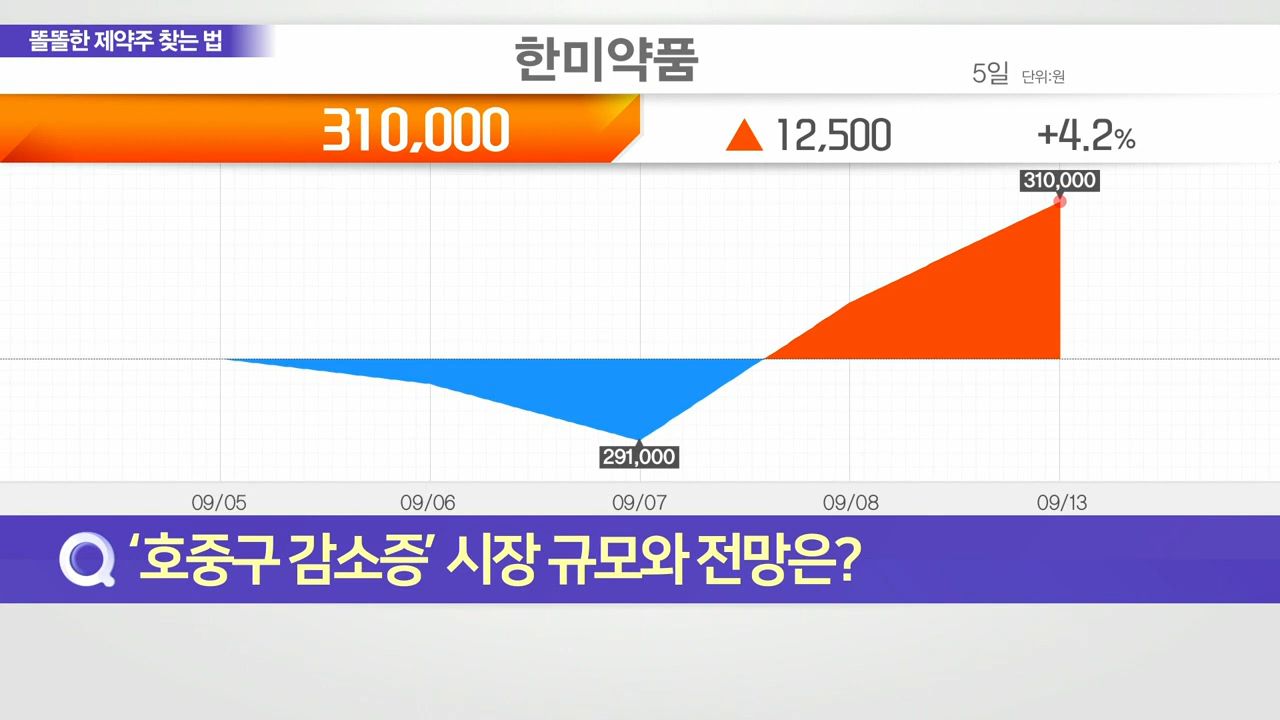 똘똘한 제약주 찾는 법
한미약품
5일 단위:원
310,000 ▲ 12,500 +4.2%
310,000
291,000
09/05 09/06 09/07 09/08 09/13
Q ‘호중구 감소증’ 시장 규모와 전망은?